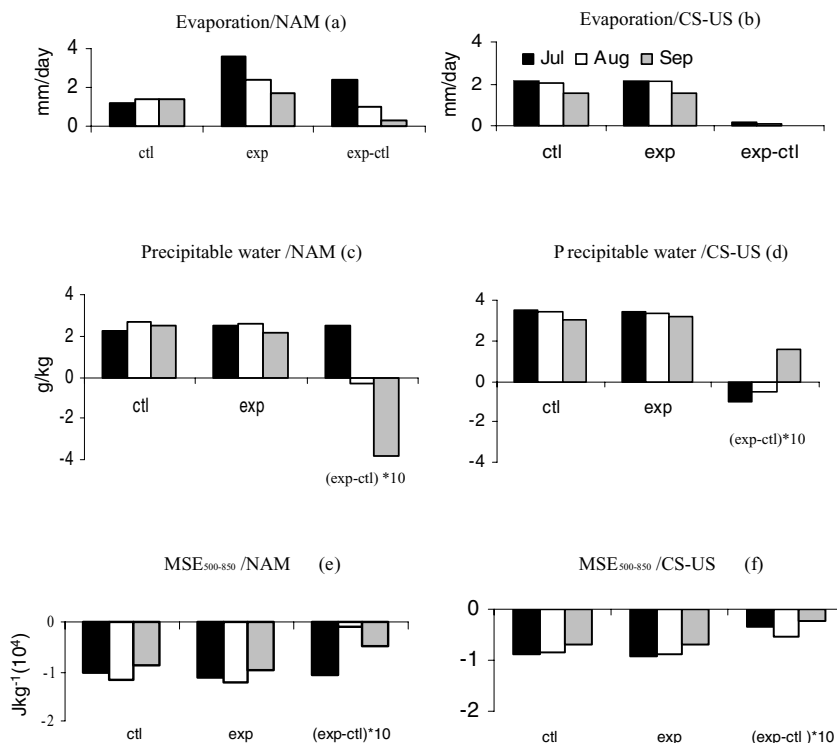 Evaporation/NAM (a)
mm/day
4
2
0
ctl
exp
exp-ctl
Evaporation/CS-US (b)
Jul
Aug
Sep
mm/day
4
2
0
ctl
exp
exp-ctl
Precipitable water /NAM (c)
g/kg
4
2
0
-2
-4
ctl
exp
(exp-ctl) *10
P recipitable water /CS-US (d)
4
2
0
-2
-4
ctl
exp
(exp-ctl)*10
MSE500-850 /NAM (e)
Jkg-1(10⁴)
0
-1
-2
ctl
exp
(exp-ctl)*10
MSE500-850 /CS-US (f)
0
-1
-2
ctl
exp
(exp-ctl )*10